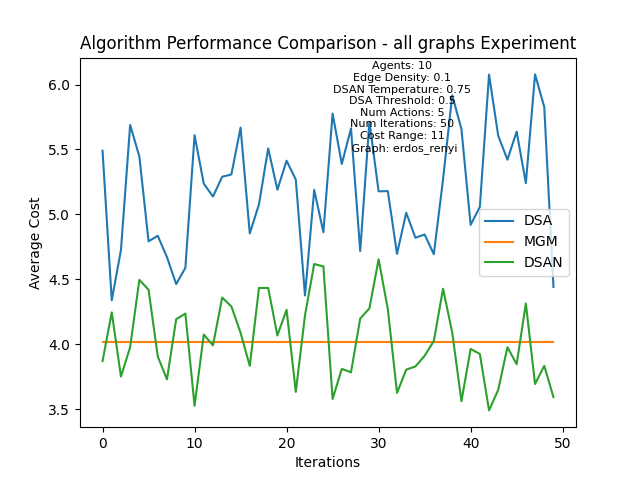 Algorithm Performance Comparison - all graphs Experiment
Agents: 10
Edge Density: 0.1
DSAN Temperature: 0.75
DSA Threshold: 0.5
Num Actions: 5
Num Iterations: 50
Cost Range: 11
Graph: erdos_renyi
6.0
5.5
5.0
4.5
4.0
3.5
Average Cost
DSA
MGM
DSAN
0 10 20 30 40 50
Iterations